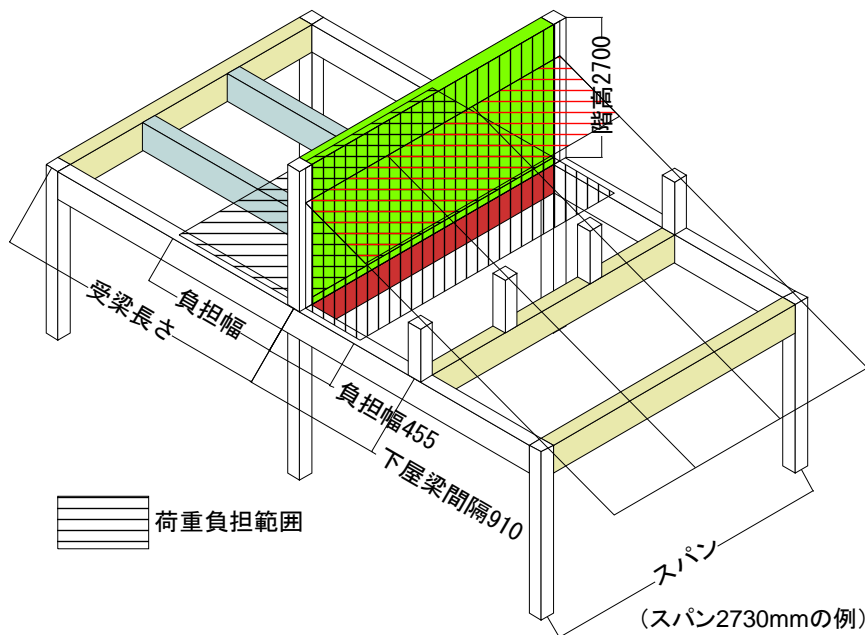 階高2700
受梁長さ
負担幅
負担幅455
下屋梁間隔910
荷重負担範囲
スパン
（スパン2730mmの例）